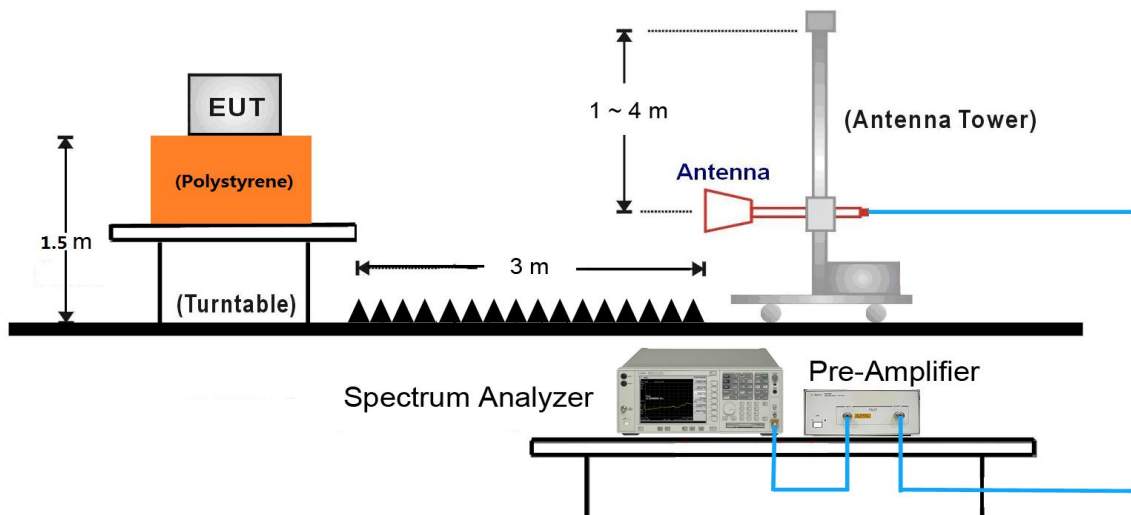 EUT
(Polystyrene)
1.5 m
(Turntable)
3 m
1 ~ 4 m
(Antenna Tower)
Antenna
Spectrum Analyzer
Pre-Amplifier